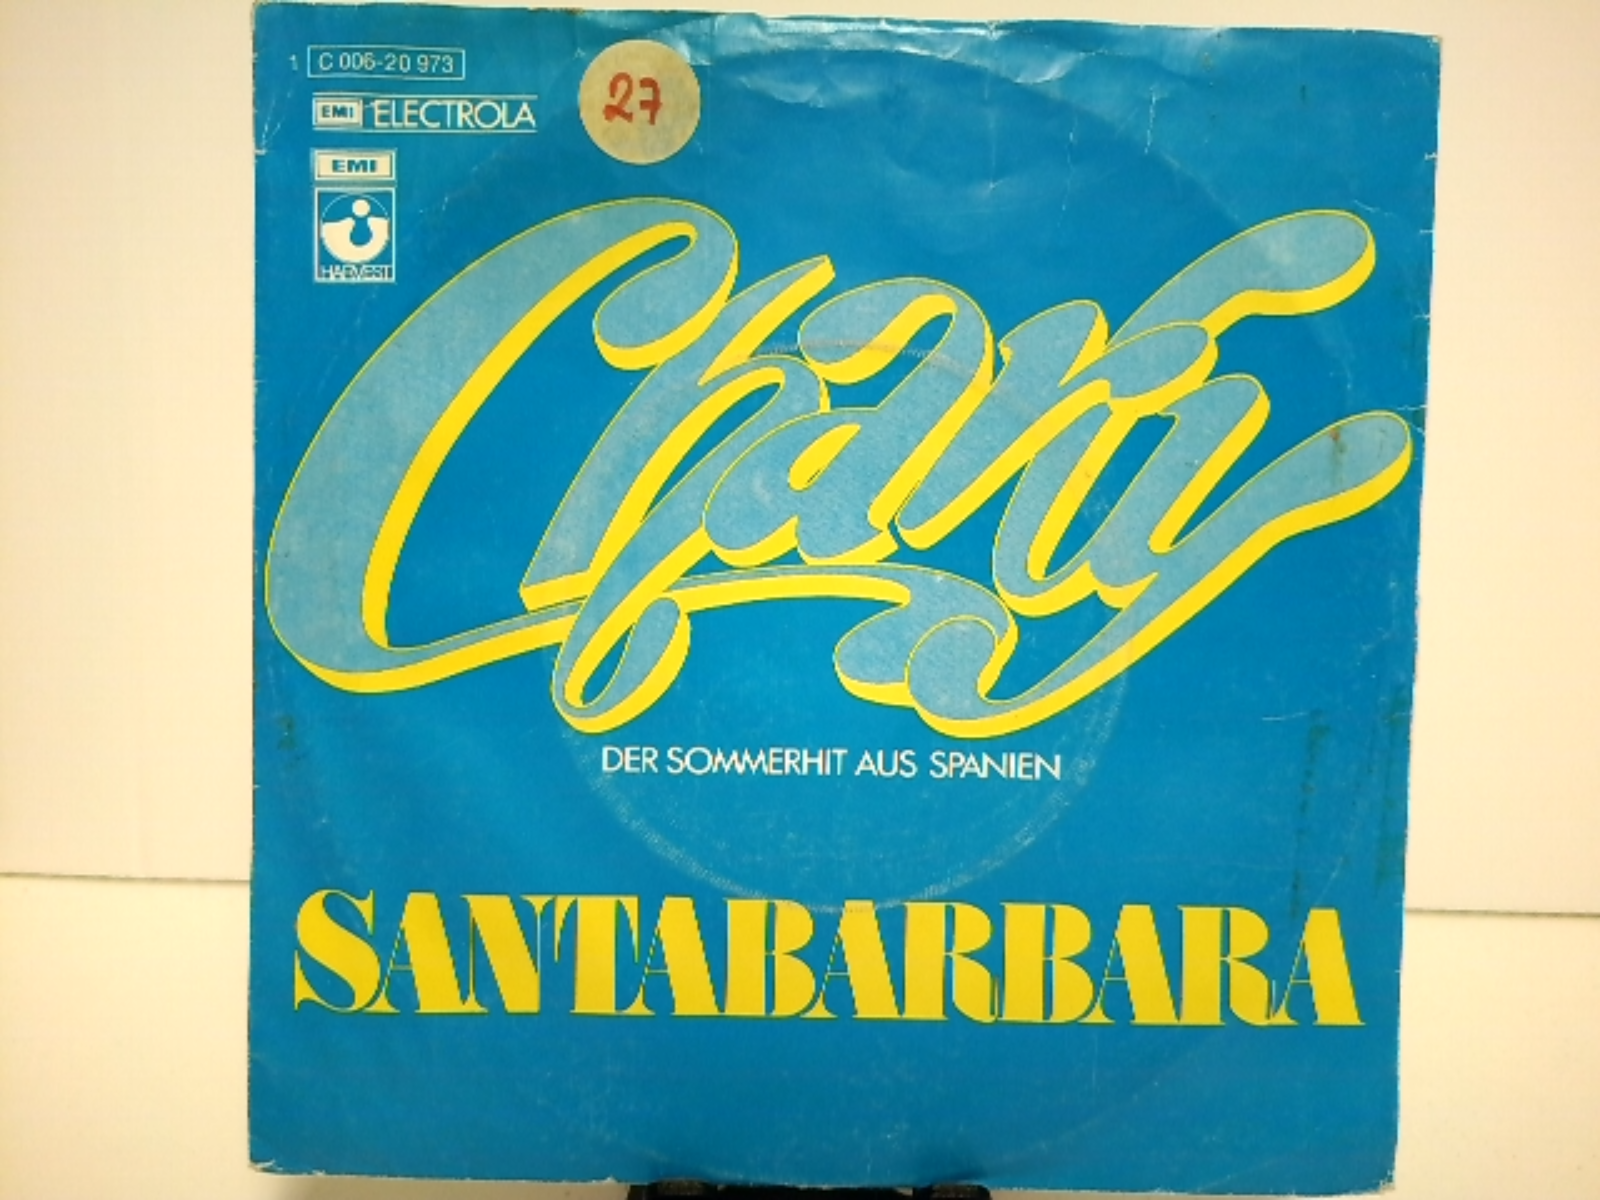 1 C 006-20 973
EMI ELECTROLA
27
EMI
HARVEST
Charly
DER SOMMERHIT AUS SPANIEN
SANTABARBARA